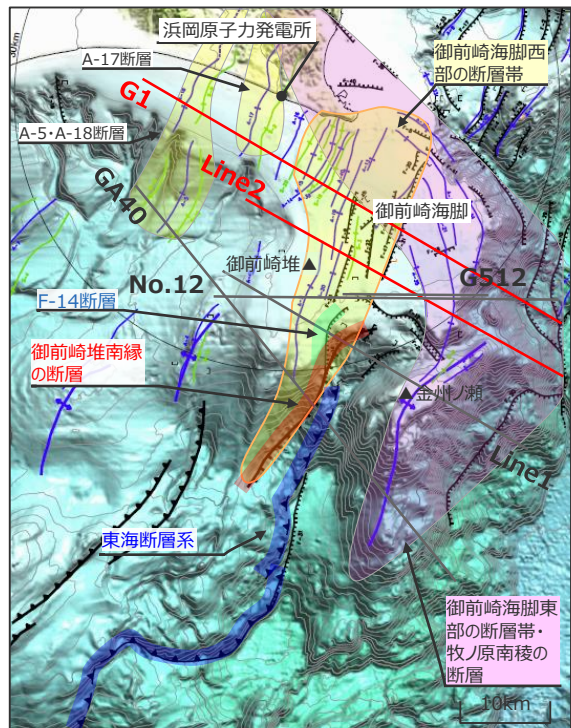 浜岡原子力発電所
A-17断層
御前崎海脚西
部の断層帯
G1
30km
A-5・A-18断層
Line2
GA40
御前崎海脚
御前崎堆
No.12
G512
F-14断層
御前崎堆南縁
の断層
金州ノ瀬
Line1
東海断層系
御前崎海脚東
部の断層帯・
牧ノ原南稜の
断層
10km